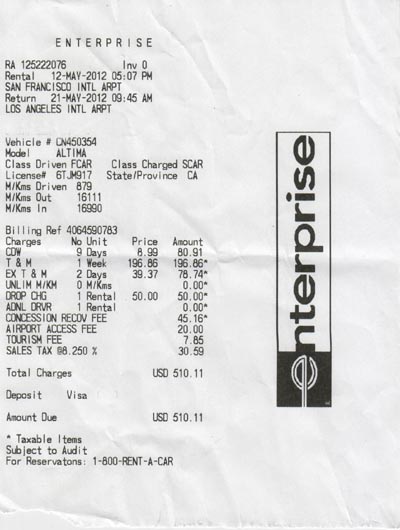 ENTERPRISE
RA 125222076 Inv 0
Rental 12-MAY-2012 05:07 PM
SAN FRANCISCO INTL ARPT
Return 21-MAY-2012 09:45 AM
LOS ANGELES INTL ARPT
Vehicle # CN450354
Model ALTIMA
Class Driven FCAR Class Charged SCAR
License# 6TJM917 State/Province CA
M/Kms Driven 879
M/Kms Out 16111
M/Kms In 16990
Billing Ref 4064590783
Charges No Unit Price Amount
CDW 9 Days 8.99 80.91
T & M 1 Week 196.86 196.86*
EX T & M 2 Days 39.37 78.74*
UNLIM M/KM 0 M/Kms 0.00*
DROP CHG 1 Rental 50.00 50.00*
ADNL DRVR 1 Rental 0.00*
CONCESSION RECOV FEE 45.16*
AIRPORT ACCESS FEE 20.00
TOURISM FEE 7.85
SALES TAX @8.250 % 30.59
Total Charges USD 510.11
Deposit Visa
Amount Due USD 510.11
* Taxable Items
Subject to Audit
For Reservatons: 1-800-RENT-A-CAR
enterprise